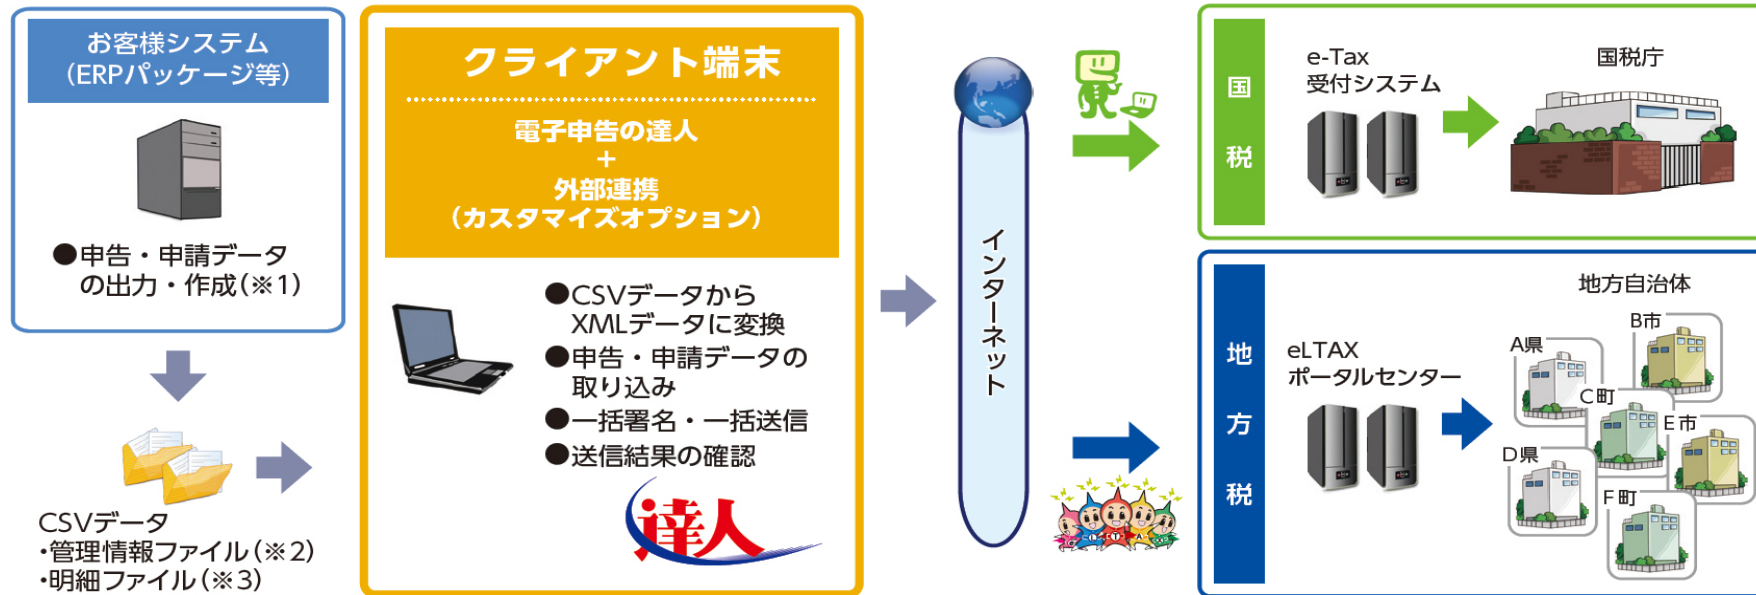 お客様システム
（ERPパッケージ等）
●申告・申請データ
の出力・作成（※1）
CSVデータ
・管理情報ファイル（※2）
・明細ファイル（※3）
クライアント端末
電子申告の達人
＋
外部連携
（カスタマイズオプション）
●CSVデータから
XMLデータに変換
●申告・申請データの
取り込み
●一括署名・一括送信
●送信結果の確認
達人
インターネット
国税
e-Tax
受付システム
国税庁
地方税
eLTAX
ポータルセンター
地方自治体
A県
B市
C町
D県
E市
F町